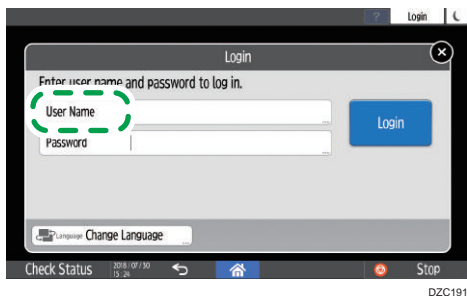 ? Login
Login
Enter user name and password to log in.
User Name
Login
Password
Language Change Language
Check Status 2018/07/30
15:24
Stop
DZC191